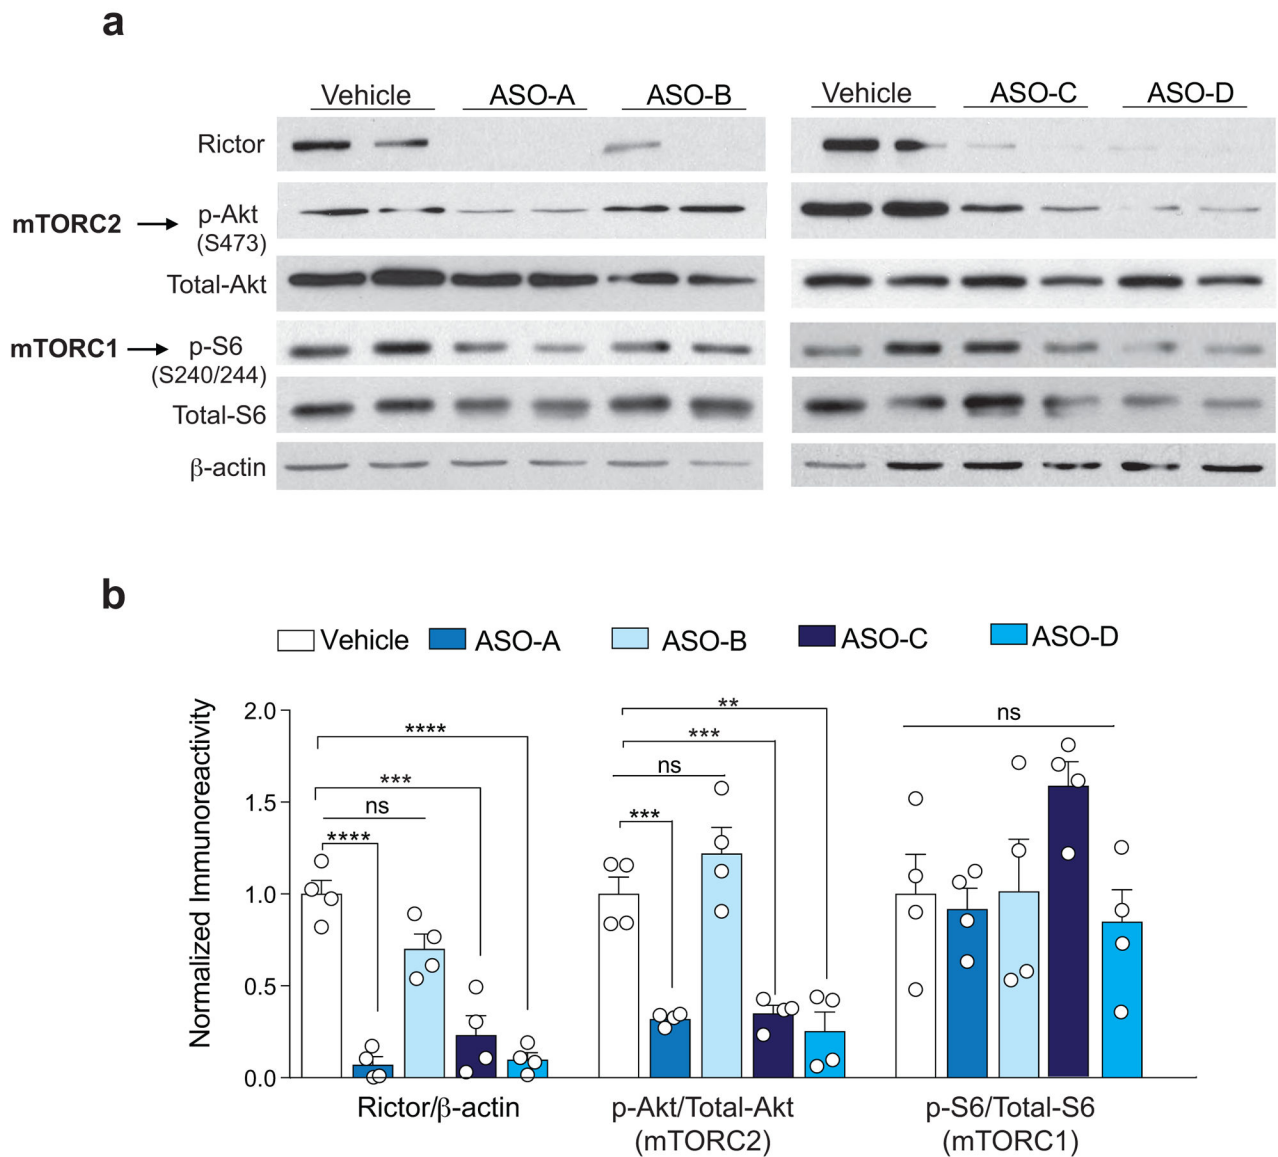 a
Vehicle ASO-A ASO-B Vehicle ASO-C ASO-D
Rictor
mTORC2 p-Akt
(S473)
Total-Akt
mTORC1 p-S6
(S240/244)
Total-S6
β-actin
b
Vehicle ASO-A ASO-B ASO-C ASO-D
Normalized Immunoreactivity
2.0
1.5
1.0
0.5
0.0
****
***
ns
****
**
***
ns
***
ns
Rictor/β-actin p-Akt/Total-Akt p-S6/Total-S6
(mTORC2) (mTORC1)